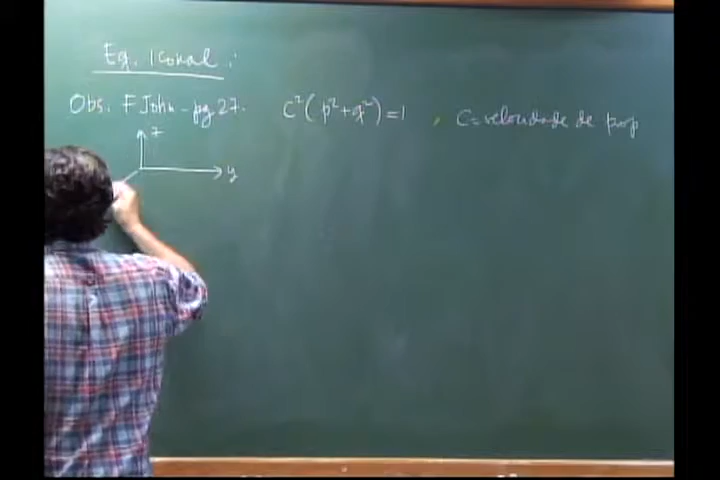 Eq. Iconal:
Obs. F John - pg 27. c²(p²+q²)=1, C=velocidade de prop
z
y